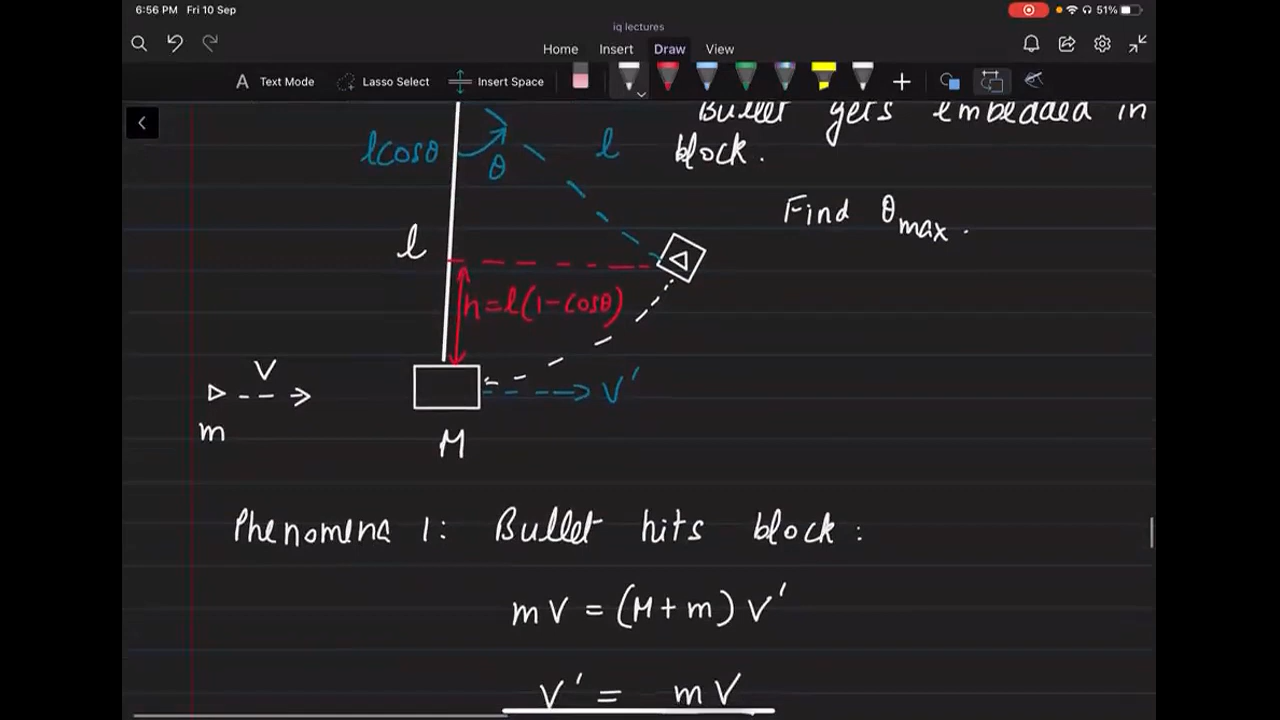 6:56 PM Fri 10 Sep
51%
iq lectures
Home Insert Draw View
Text Mode Lasso Select Insert Space
Bullet gets embedded in
block.
lcosθ
θ
l
Find θmax.
l
h=l(1-cosθ)
V
V'
m
M
Phenomena 1: Bullet hits block:
mV = (M+m) V'
V' = mV